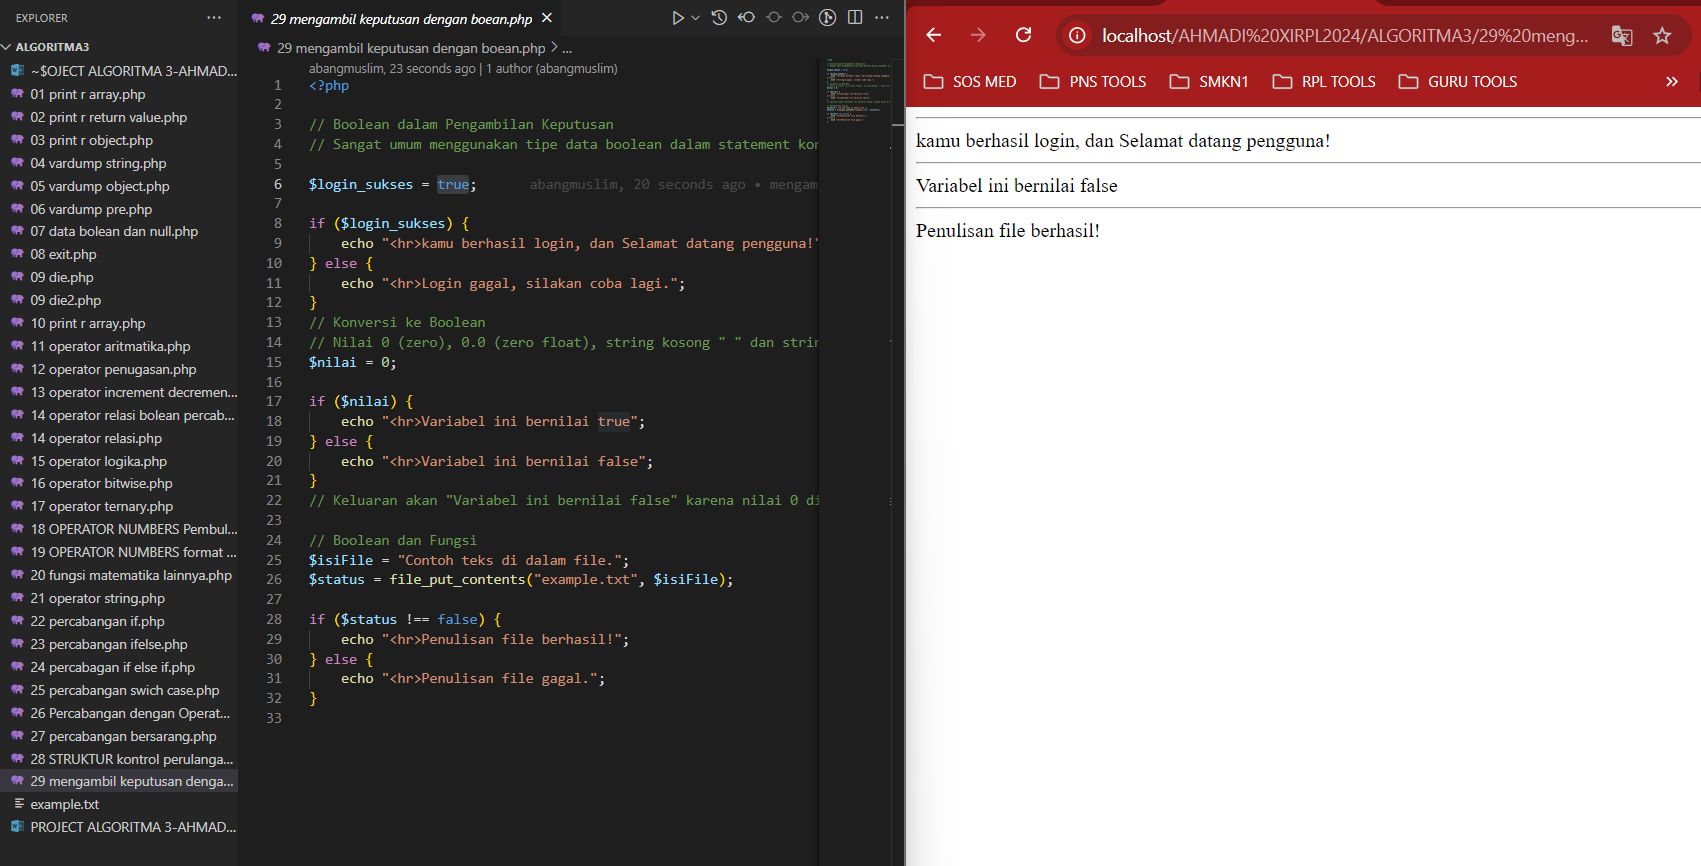 EXPLORER
ALGORITMA3
~$OJECT ALGORITMA 3-AHMAD...
01 print r array.php
02 print r return value.php
03 print r object.php
04 vardump string.php
05 vardump object.php
06 vardump pre.php
07 data bolean dan null.php
08 exit.php
09 die.php
09 die2.php
10 print r array.php
11 operator aritmatika.php
12 operator penugasan.php
13 operator increment decremen...
14 operator relasi bolean percab...
14 operator relasi.php
15 operator logika.php
16 operator bitwise.php
17 operator ternary.php
18 OPERATOR NUMBERS Pembul...
19 OPERATOR NUMBERS format ...
20 fungsi matematika lainnya.php
21 operator string.php
22 percabangan if.php
23 percabangan ifelse.php
24 percabagan if else if.php
25 percabangan swich case.php
26 Percabangan dengan Operat...
27 percabangan bersarang.php
28 STRUKTUR kontrol perulanga...
29 mengambil keputusan denga...
example.txt
PROJECT ALGORITMA 3-AHMAD...
29 mengambil keputusan dengan boean.php
29 mengambil keputusan dengan boean.php > ...
abangmuslim, 23 seconds ago | 1 author (abangmuslim)
1 <?php
2
3 // Boolean dalam Pengambilan Keputusan
4 // Sangat umum menggunakan tipe data boolean dalam statement kon
5
6 $login_sukses = true; abangmuslim, 20 seconds ago • mengam
7
8 if ($login_sukses) {
9 echo "<hr>kamu berhasil login, dan Selamat datang pengguna!"
10 } else {
11 echo "<hr>Login gagal, silakan coba lagi.";
12 }
13 // Konversi ke Boolean
14 // Nilai 0 (zero), 0.0 (zero float), string kosong " " dan strin
15 $nilai = 0;
16
17 if ($nilai) {
18 echo "<hr>Variabel ini bernilai true";
19 } else {
20 echo "<hr>Variabel ini bernilai false";
21 }
22 // Keluaran akan "Variabel ini bernilai false" karena nilai 0 di
23
24 // Boolean dan Fungsi
25 $isiFile = "Contoh teks di dalam file.";
26 $status = file_put_contents("example.txt", $isiFile);
27
28 if ($status !== false) {
29 echo "<hr>Penulisan file berhasil!";
30 } else {
31 echo "<hr>Penulisan file gagal.";
32 }
33
localhost/AHMADI%20XIRPL2024/ALGORITMA3/29%20meng...
SOS MED PNS TOOLS SMKN1 RPL TOOLS GURU TOOLS
kamu berhasil login, dan Selamat datang pengguna!
Variabel ini bernilai false
Penulisan file berhasil!